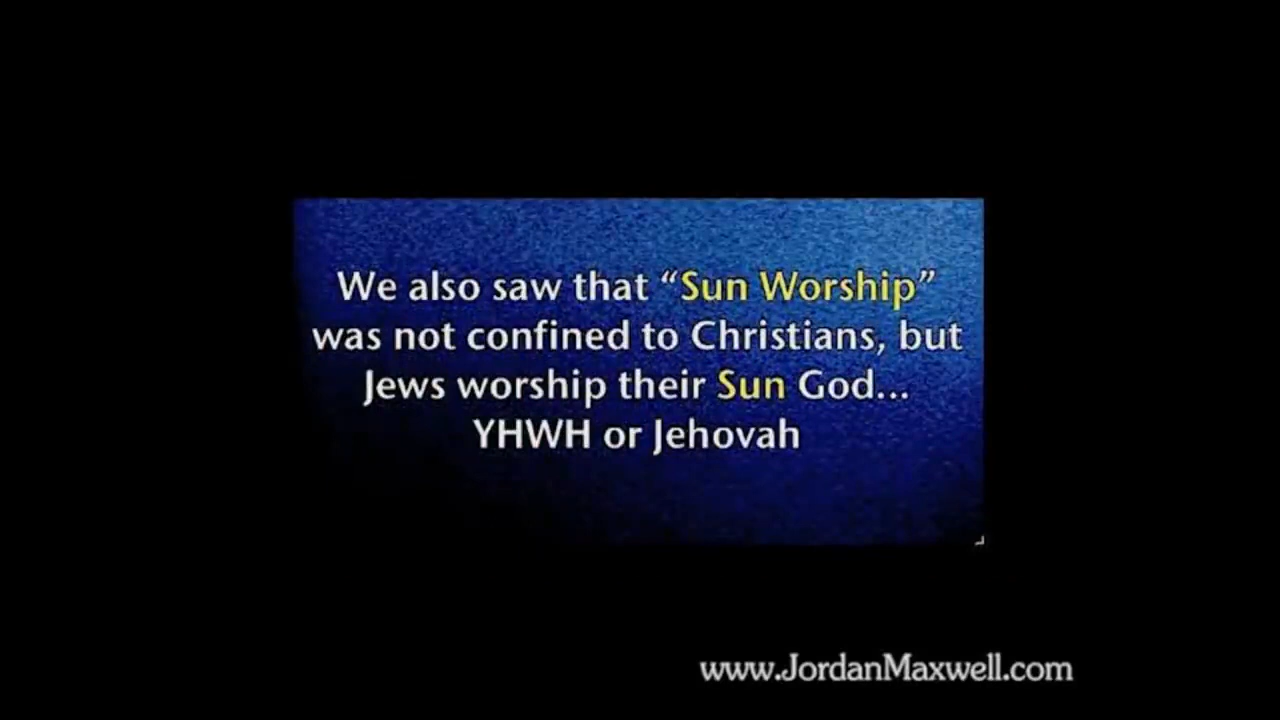 We also saw that “Sun Worship”
was not confined to Christians, but
Jews worship their Sun God...
YHWH or Jehovah
www.JordanMaxwell.com